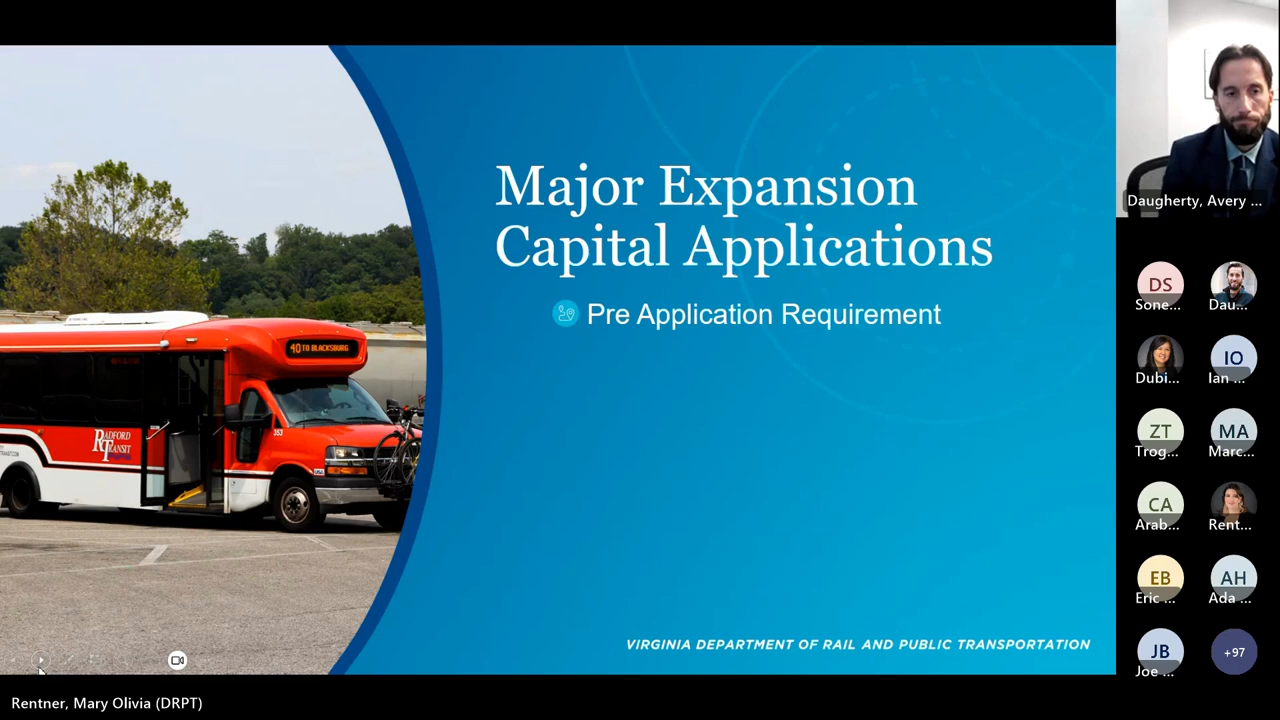 Major Expansion
Capital Applications
Pre Application Requirement
40 TO BLACKSBURG
RADFORD
TRANSIT
353
VIRGINIA DEPARTMENT OF RAIL AND PUBLIC TRANSPORTATION
Rentner, Mary Olivia (DRPT)
Daugherty, Avery ...
DS
Sone...
Dau...
Dubi...
IO
Ian ...
ZT
Trog...
MA
Marc...
CA
Arab...
Rent...
EB
Eric ...
AH
Ada ...
JB
Joe ...
+97